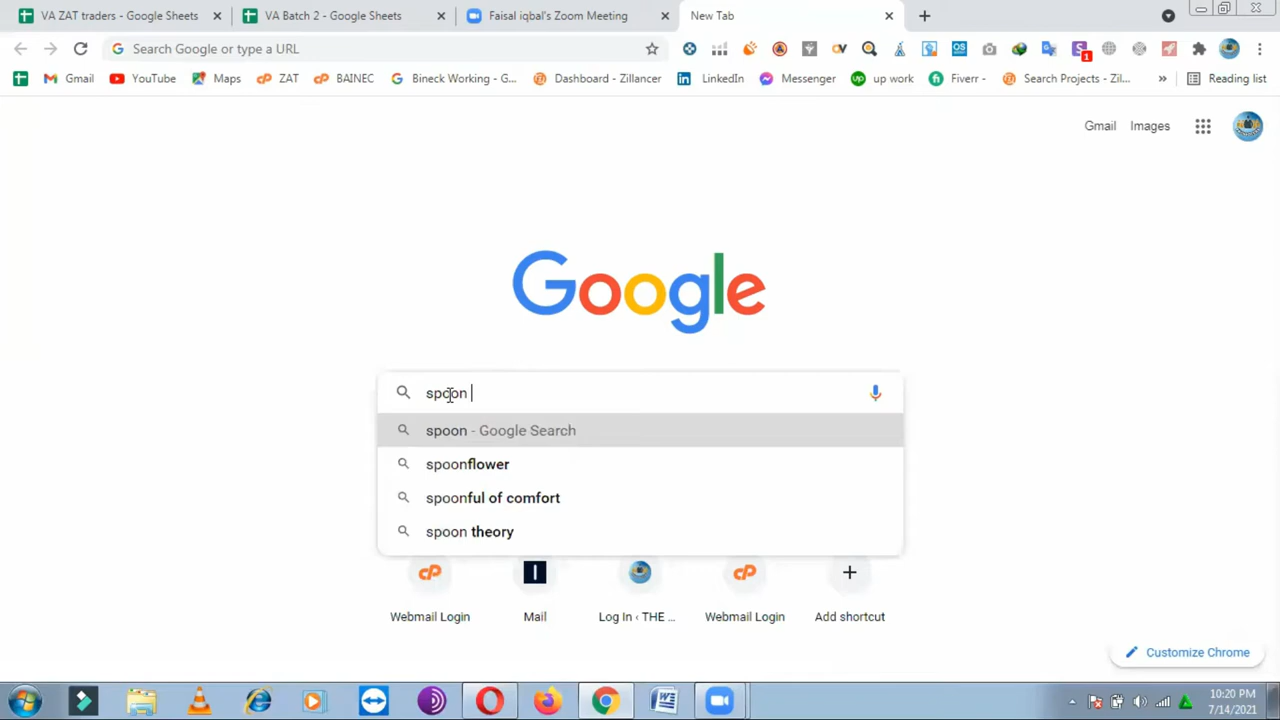 VA ZAT traders - Google Sheets
VA Batch 2 - Google Sheets
Faisal iqbal's Zoom Meeting
New Tab
Search Google or type a URL
OS
1
Gmail
YouTube
Maps
ZAT
BAINEC
Bineck Working - G...
Dashboard - Zillancer
LinkedIn
Messenger
up work
Fiverr -
Search Projects - Zil...
Reading list
Gmail
Images
Google
spoon
spoon - Google Search
spoonflower
spoonful of comfort
spoon theory
Webmail Login
Mail
Log In ‹ THE ...
Webmail Login
Add shortcut
Customize Chrome
10:20 PM
7/14/2021